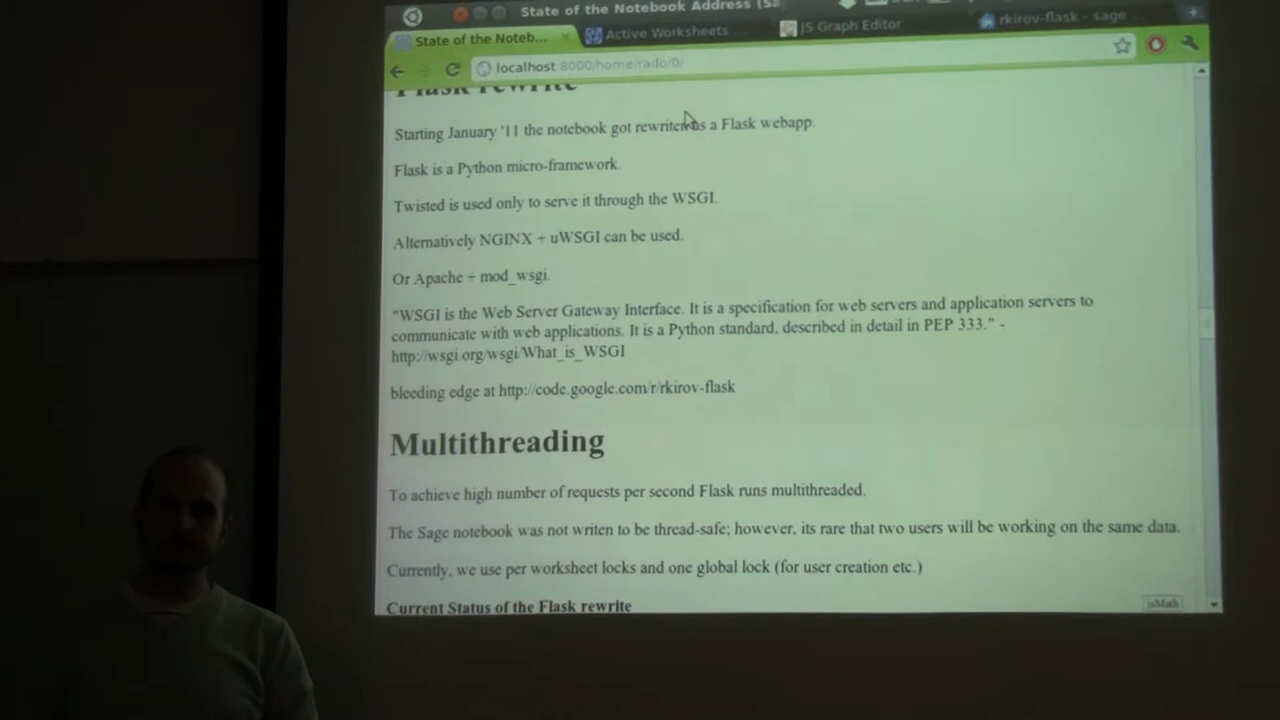 State of the Notebook Address (Sa
State of the Noteb... Active Worksheets ... JS Graph Editor rkirov-flask - sage ...
localhost:8000/home/rado/0/
Flask rewrite
Starting January '11 the notebook got rewriten as a Flask webapp.
Flask is a Python micro-framework.
Twisted is used only to serve it through the WSGI.
Alternatively NGINX + uWSGI can be used.
Or Apache + mod_wsgi.
"WSGI is the Web Server Gateway Interface. It is a specification for web servers and application servers to
communicate with web applications. It is a Python standard, described in detail in PEP 333." -
http://wsgi.org/wsgi/What_is_WSGI
bleeding edge at http://code.google.com/r/rkirov-flask
Multithreading
To achieve high number of requests per second Flask runs multithreaded.
The Sage notebook was not writen to be thread-safe; however, its rare that two users will be working on the same data.
Currently, we use per worksheet locks and one global lock (for user creation etc.)
Current Status of the Flask rewrite
jsMath